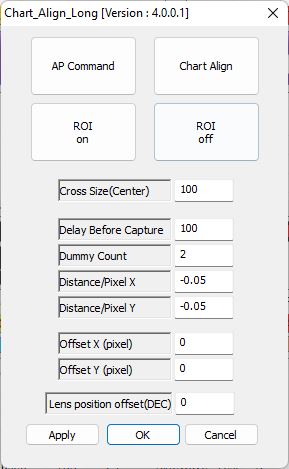 Chart_Align_Long [Version : 4.0.0.1]
AP Command
Chart Align
ROI
on
ROI
off
Cross Size(Center) 100
Delay Before Capture 100
Dummy Count 2
Distance/Pixel X -0.05
Distance/Pixel Y -0.05
Offset X (pixel) 0
Offset Y (pixel) 0
Lens position offset(DEC) 0
Apply OK Cancel